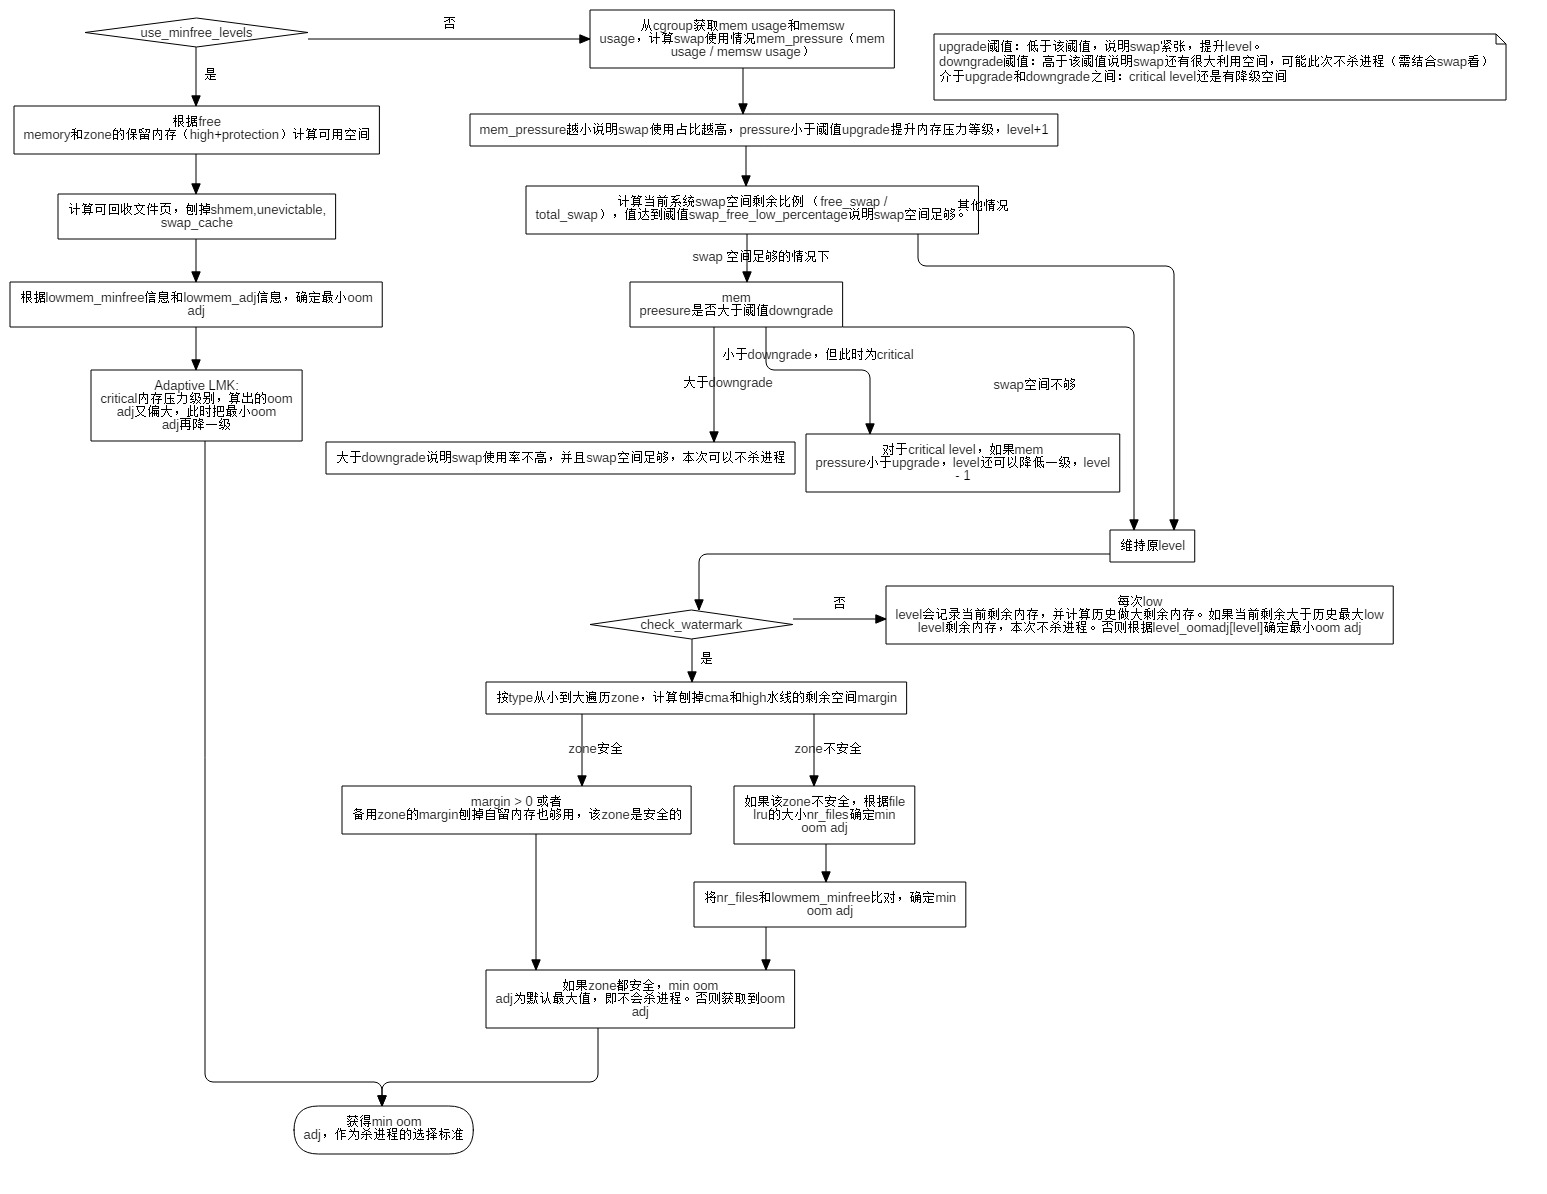 use_minfree_levels
否
是
从cgroup获取mem usage和memsw
usage，计算swap使用情况mem_pressure（mem
usage / memsw usage）
upgrade阈值：低于该阈值，说明swap紧张，提升level。
downgrade阈值：高于该阈值说明swap还有很大利用空间，可能此次不杀进程（需结合swap看）
介于upgrade和downgrade之间：critical level还是有降级空间
根据free
memory和zone的保留内存（high+protection）计算可用空间
mem_pressure越小说明swap使用占比越高，pressure小于阈值upgrade提升内存压力等级，level+1
计算可回收文件页，刨掉shmem,unevictable,
swap_cache
计算当前系统swap空间剩余比例 （free_swap /
total_swap），值达到阈值swap_free_low_percentage说明swap空间足够。
其他情况
swap 空间足够的情况下
根据lowmem_minfree信息和lowmem_adj信息，确定最小oom
adj
mem
preesure是否大于阈值downgrade
小于downgrade，但此时为critical
大于downgrade
swap空间不够
Adaptive LMK:
critical内存压力级别，算出的oom
adj又偏大，此时把最小oom
adj再降一级
大于downgrade说明swap使用率不高，并且swap空间足够，本次可以不杀进程
对于critical level，如果mem
pressure小于upgrade，level还可以降低一级，level
- 1
维持原level
check_watermark
否
是
每次low
level会记录当前剩余内存，并计算历史做大剩余内存。如果当前剩余大于历史最大low
level剩余内存，本次不杀进程。否则根据level_oomadj[level]确定最小oom adj
按type从小到大遍历zone，计算刨掉cma和high水线的剩余空间margin
zone安全
zone不安全
margin > 0 或者
备用zone的margin刨掉自留内存也够用，该zone是安全的
如果该zone不安全，根据file
lru的大小nr_files确定min
oom adj
将nr_files和lowmem_minfree比对，确定min
oom adj
如果zone都安全，min oom
adj为默认最大值，即不会杀进程。否则获取到oom
adj
获得min oom
adj，作为杀进程的选择标准